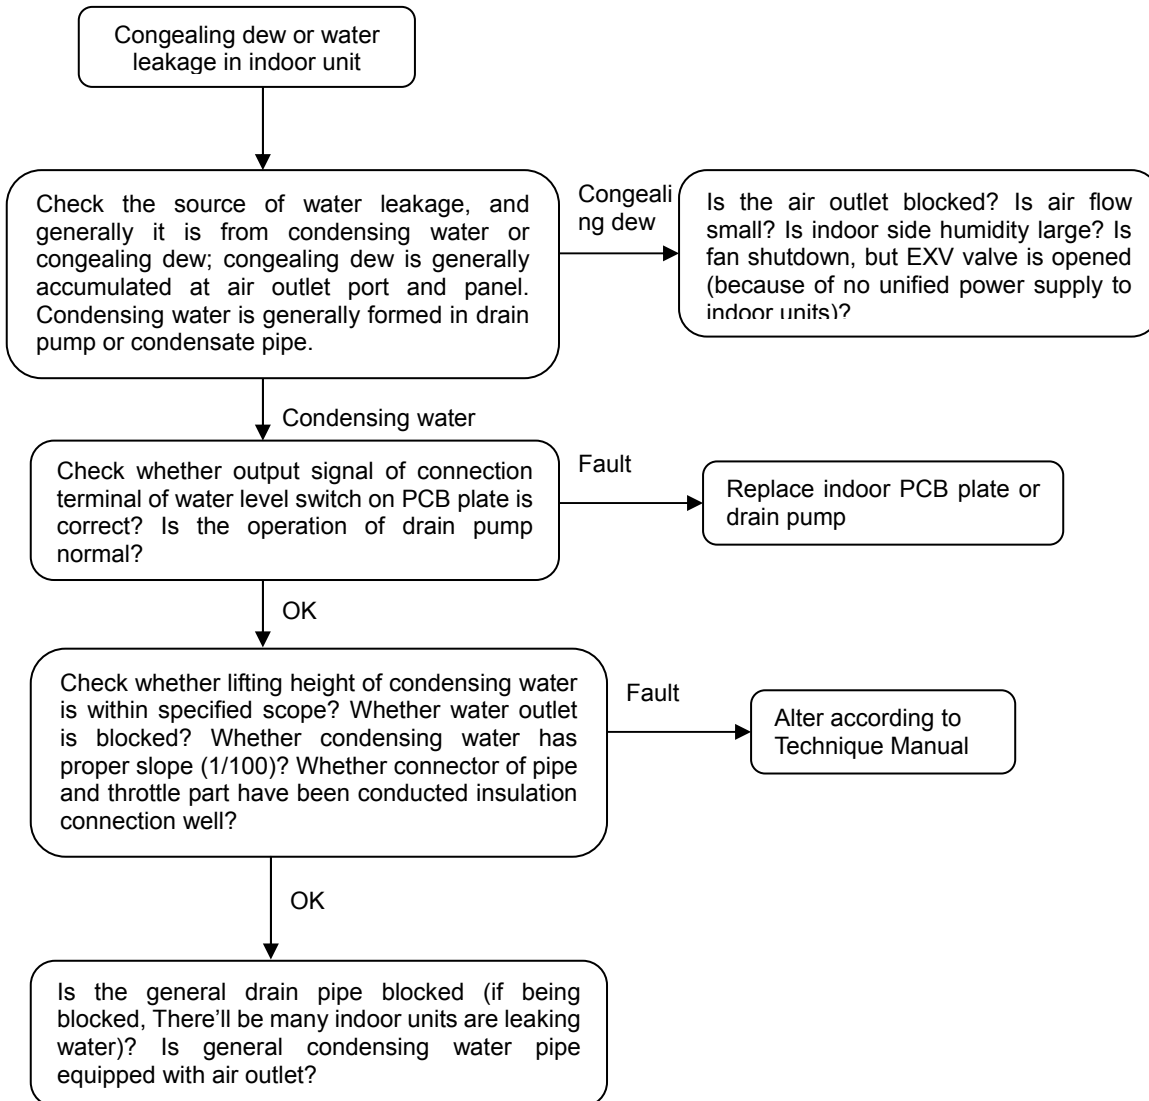 Congealing dew or water
leakage in indoor unit
Check the source of water leakage, and
generally it is from condensing water or
congealing dew; congealing dew is generally
accumulated at air outlet port and panel.
Condensing water is generally formed in drain
pump or condensate pipe.
Congeali
ng dew
Is the air outlet blocked? Is air flow
small? Is indoor side humidity large? Is
fan shutdown, but EXV valve is opened
(because of no unified power supply to
indoor units)?
Condensing water
Check whether output signal of connection
terminal of water level switch on PCB plate is
correct? Is the operation of drain pump
normal?
Fault
Replace indoor PCB plate or
drain pump
OK
Check whether lifting height of condensing water
is within specified scope? Whether water outlet
is blocked? Whether condensing water has
proper slope (1/100)? Whether connector of pipe
and throttle part have been conducted insulation
connection well?
Fault
Alter according to
Technique Manual
OK
Is the general drain pipe blocked (if being
blocked, There’ll be many indoor units are leaking
water)? Is general condensing water pipe
equipped with air outlet?